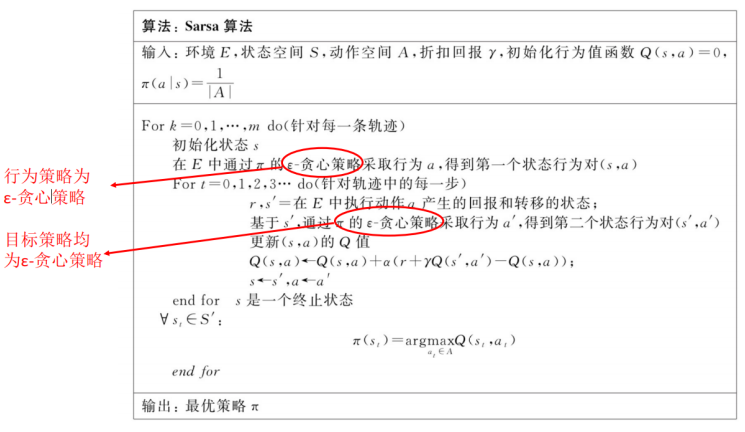 算法：Sarsa 算法
输入：环境 E,状态空间 S,动作空间 A,折扣回报 γ,初始化行为值函数 Q(s,a)=0,
π(a|s)=1/|A|
For k=0,1,…,m do(针对每一条轨迹)
初始化状态 s
在 E 中通过 π 的 ε-贪心策略采取行为 a,得到第一个状态行为对(s,a)
For t=0,1,2,3… do(针对轨迹中的每一步)
r,s′=在 E 中执行动作 a 产生的回报和转移的状态；
基于 s′,通过 π 的 ε-贪心策略采取行为 a′,得到第二个状态行为对(s′,a′)
更新(s,a)的 Q 值
Q(s,a)←Q(s,a)+α(r+γQ(s′,a′)-Q(s,a));
s←s′,a←a′
end for s 是一个终止状态
∀ s_t∈S′：
π(s_t)=argmax Q(s_t,a_t)
a_t∈A
end for
输出：最优策略 π
行为策略为
ε-贪心策略
目标策略均
为ε-贪心策略